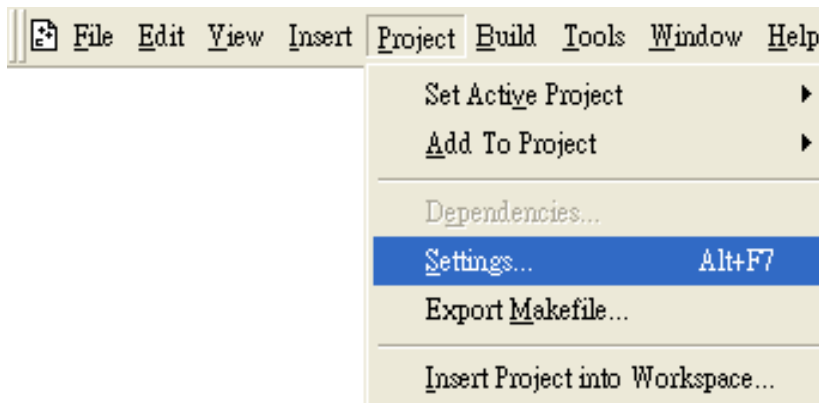 File Edit View Insert Project Build Tools Window Help
Set Active Project
Add To Project
Dependencies...
Settings... Alt+F7
Export Makefile...
Insert Project into Workspace...